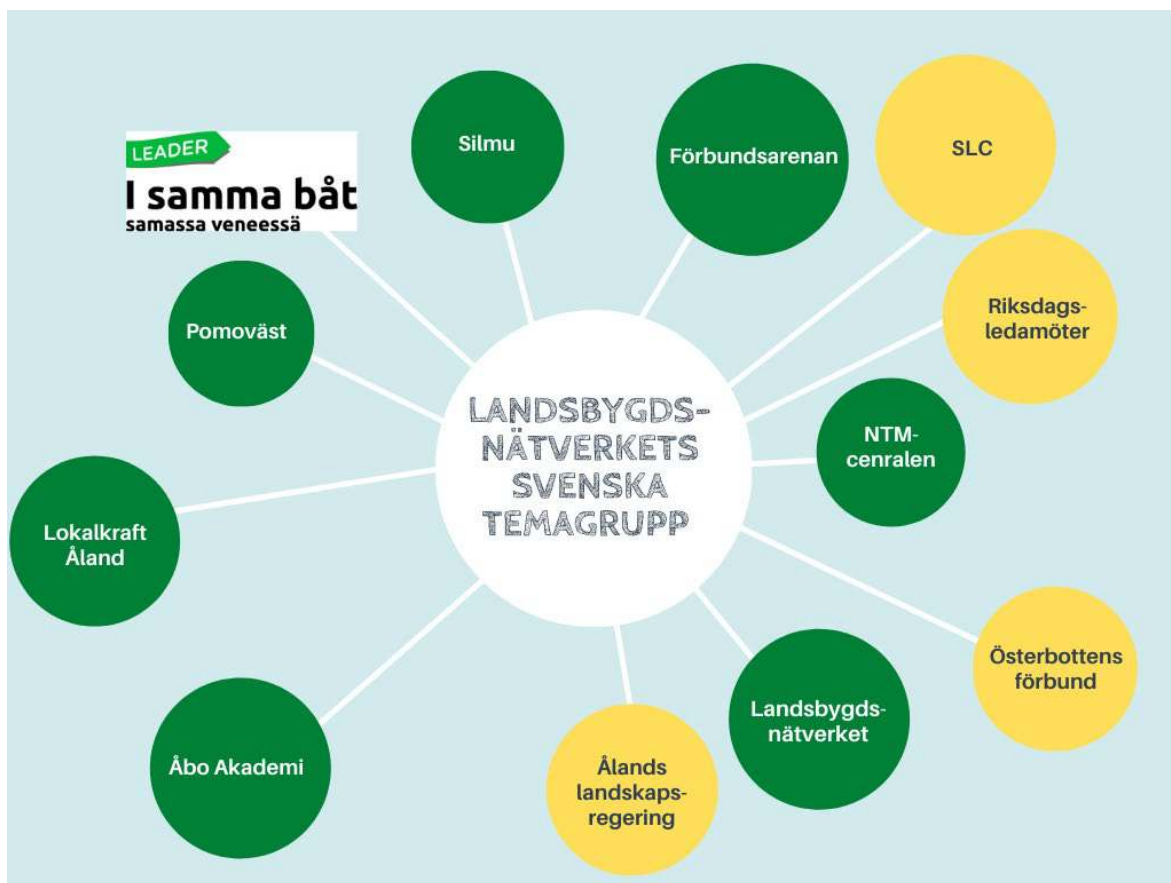 LEADER
I samma båt
samassa veneessä
Silmu
Förbundsarenan
SLC
Riksdags-
ledamöter
Pomoväst
NTM-
cenralen
LANDSBYGDS-
NÄTVERKETS
SVENSKA
TEMAGRUPP
Lokalkraft
Åland
Österbottens
förbund
Landsbygds-
nätverket
Åbo Akademi
Ålands
landskaps-
regering